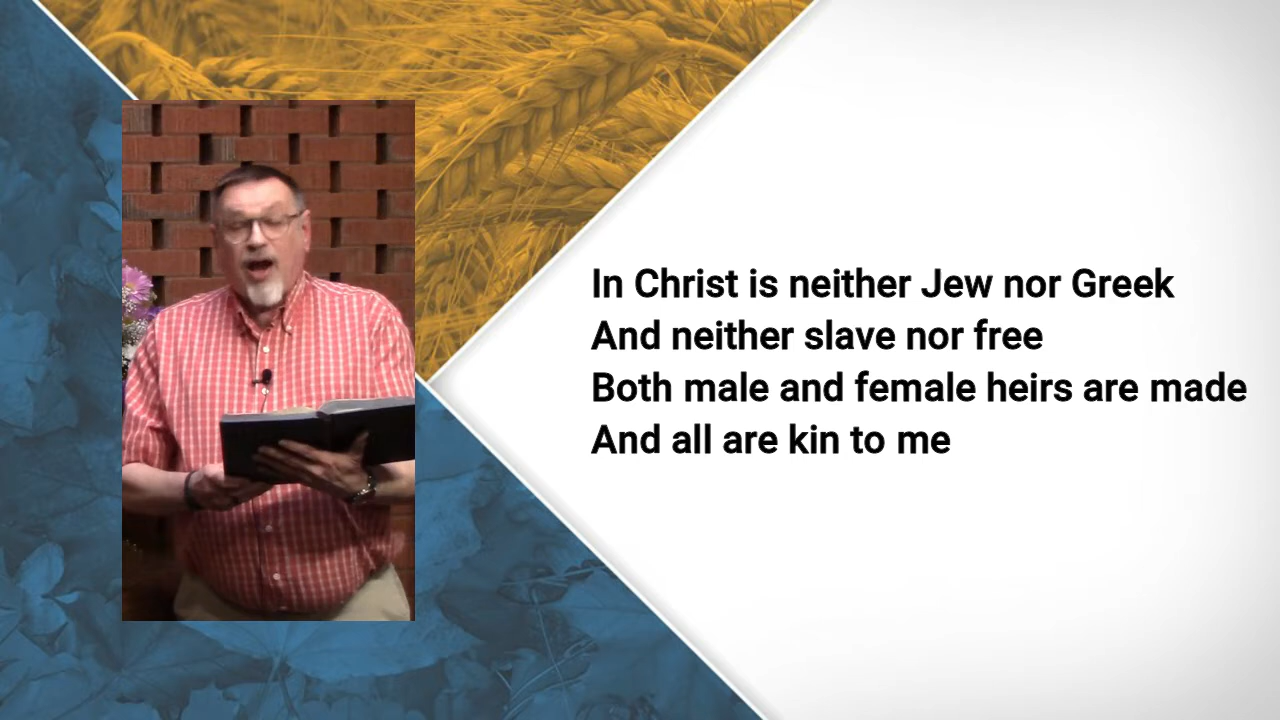 In Christ is neither Jew nor Greek
And neither slave nor free
Both male and female heirs are made
And all are kin to me